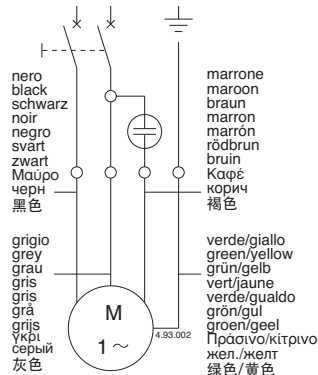 nero
black
schwarz
noir
negro
svart
zwart
Μαύρο
черн
黑色
marrone
maroon
braun
marron
marrón
rödbrun
bruin
Καφέ
корич
褐色
grigio
grey
grau
gris
gris
grå
grijs
γκρι
серый
灰色
M
1 ~
4.93.002
verde/giallo
green/yellow
grün/gelb
vert/jaune
verde/gualdo
grön/gul
groen/geel
Πράσινο/κίτρινο
жел./желт
绿色/黄色